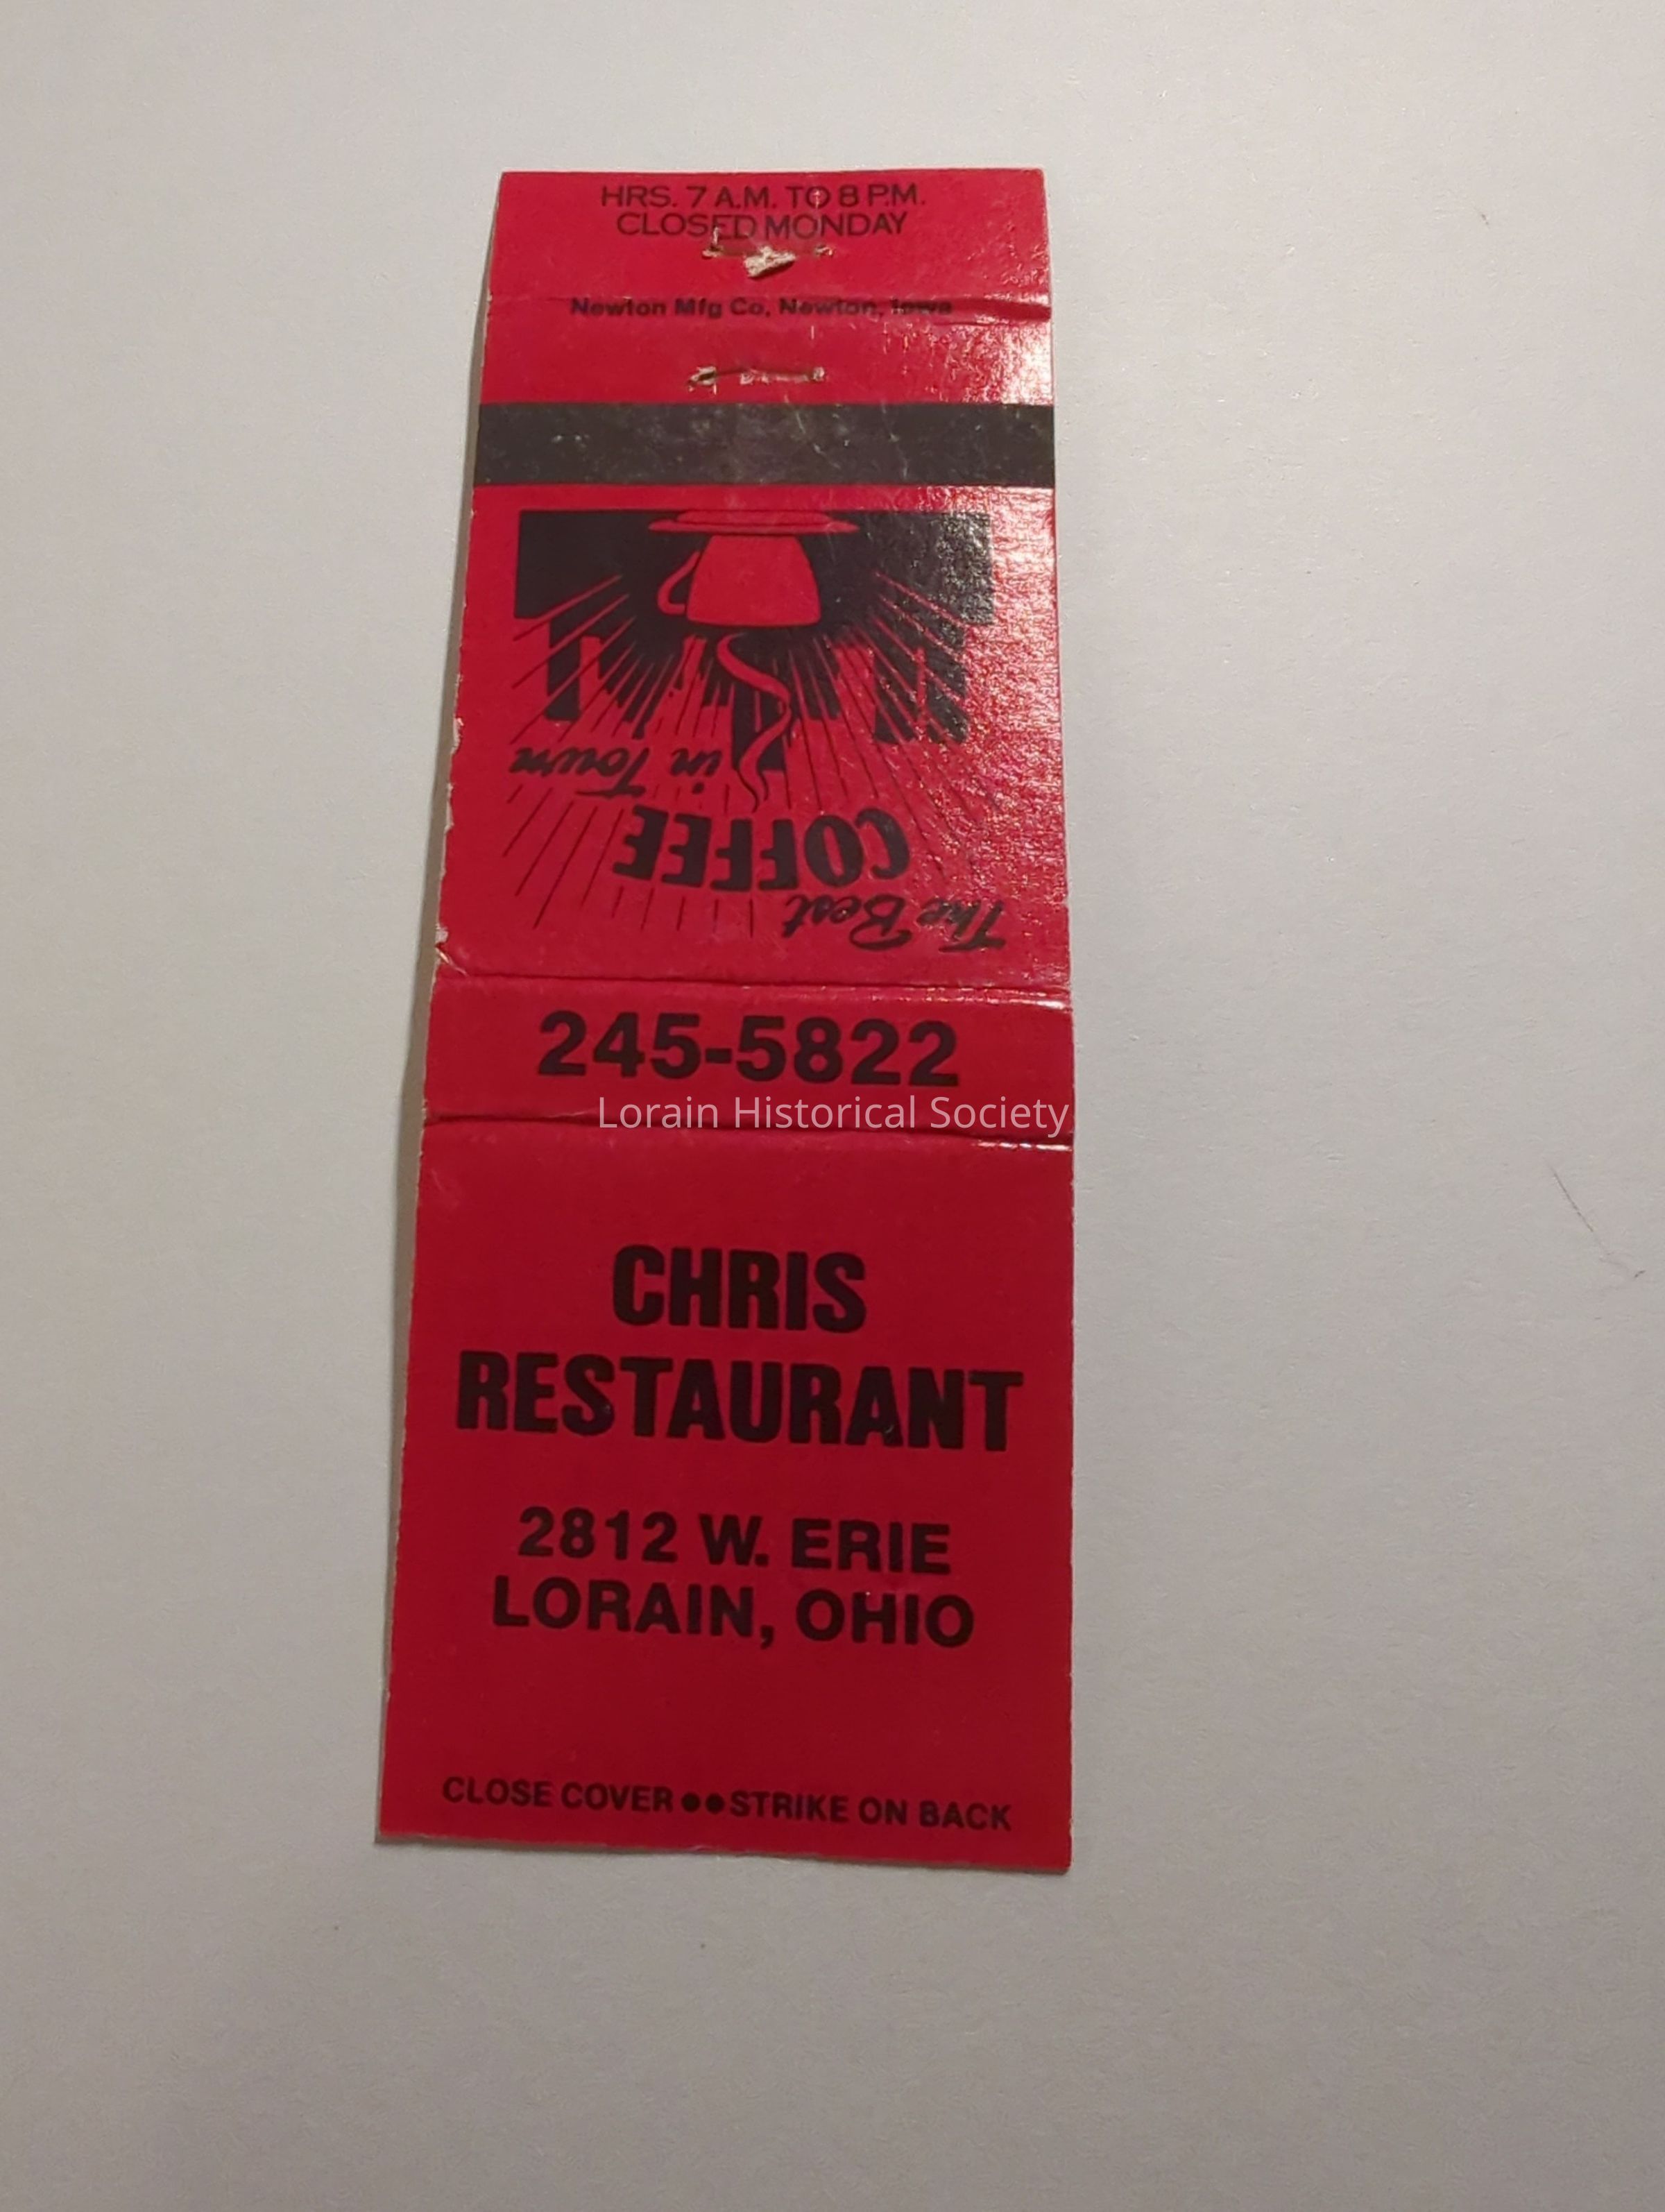 HRS. 7 A.M. TO 8 P.M.
CLOSED MONDAY
Newton Mfg Co, Newton, Iowa
The Best
COFFEE
in Town
245-5822
Lorain Historical Society
CHRIS
RESTAURANT
2812 W. ERIE
LORAIN, OHIO
CLOSE COVER●●STRIKE ON BACK